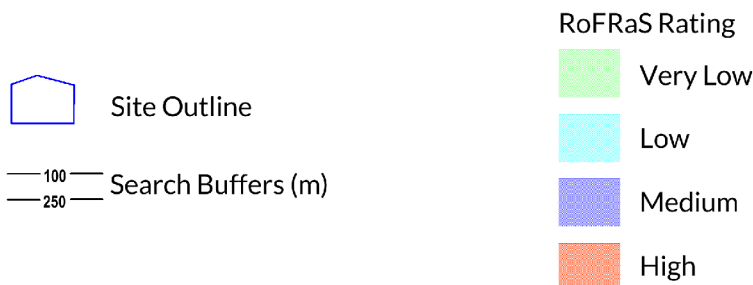 RoFRaS Rating
Very Low
Site Outline
Low
100
Search Buffers (m)
250
Medium
High